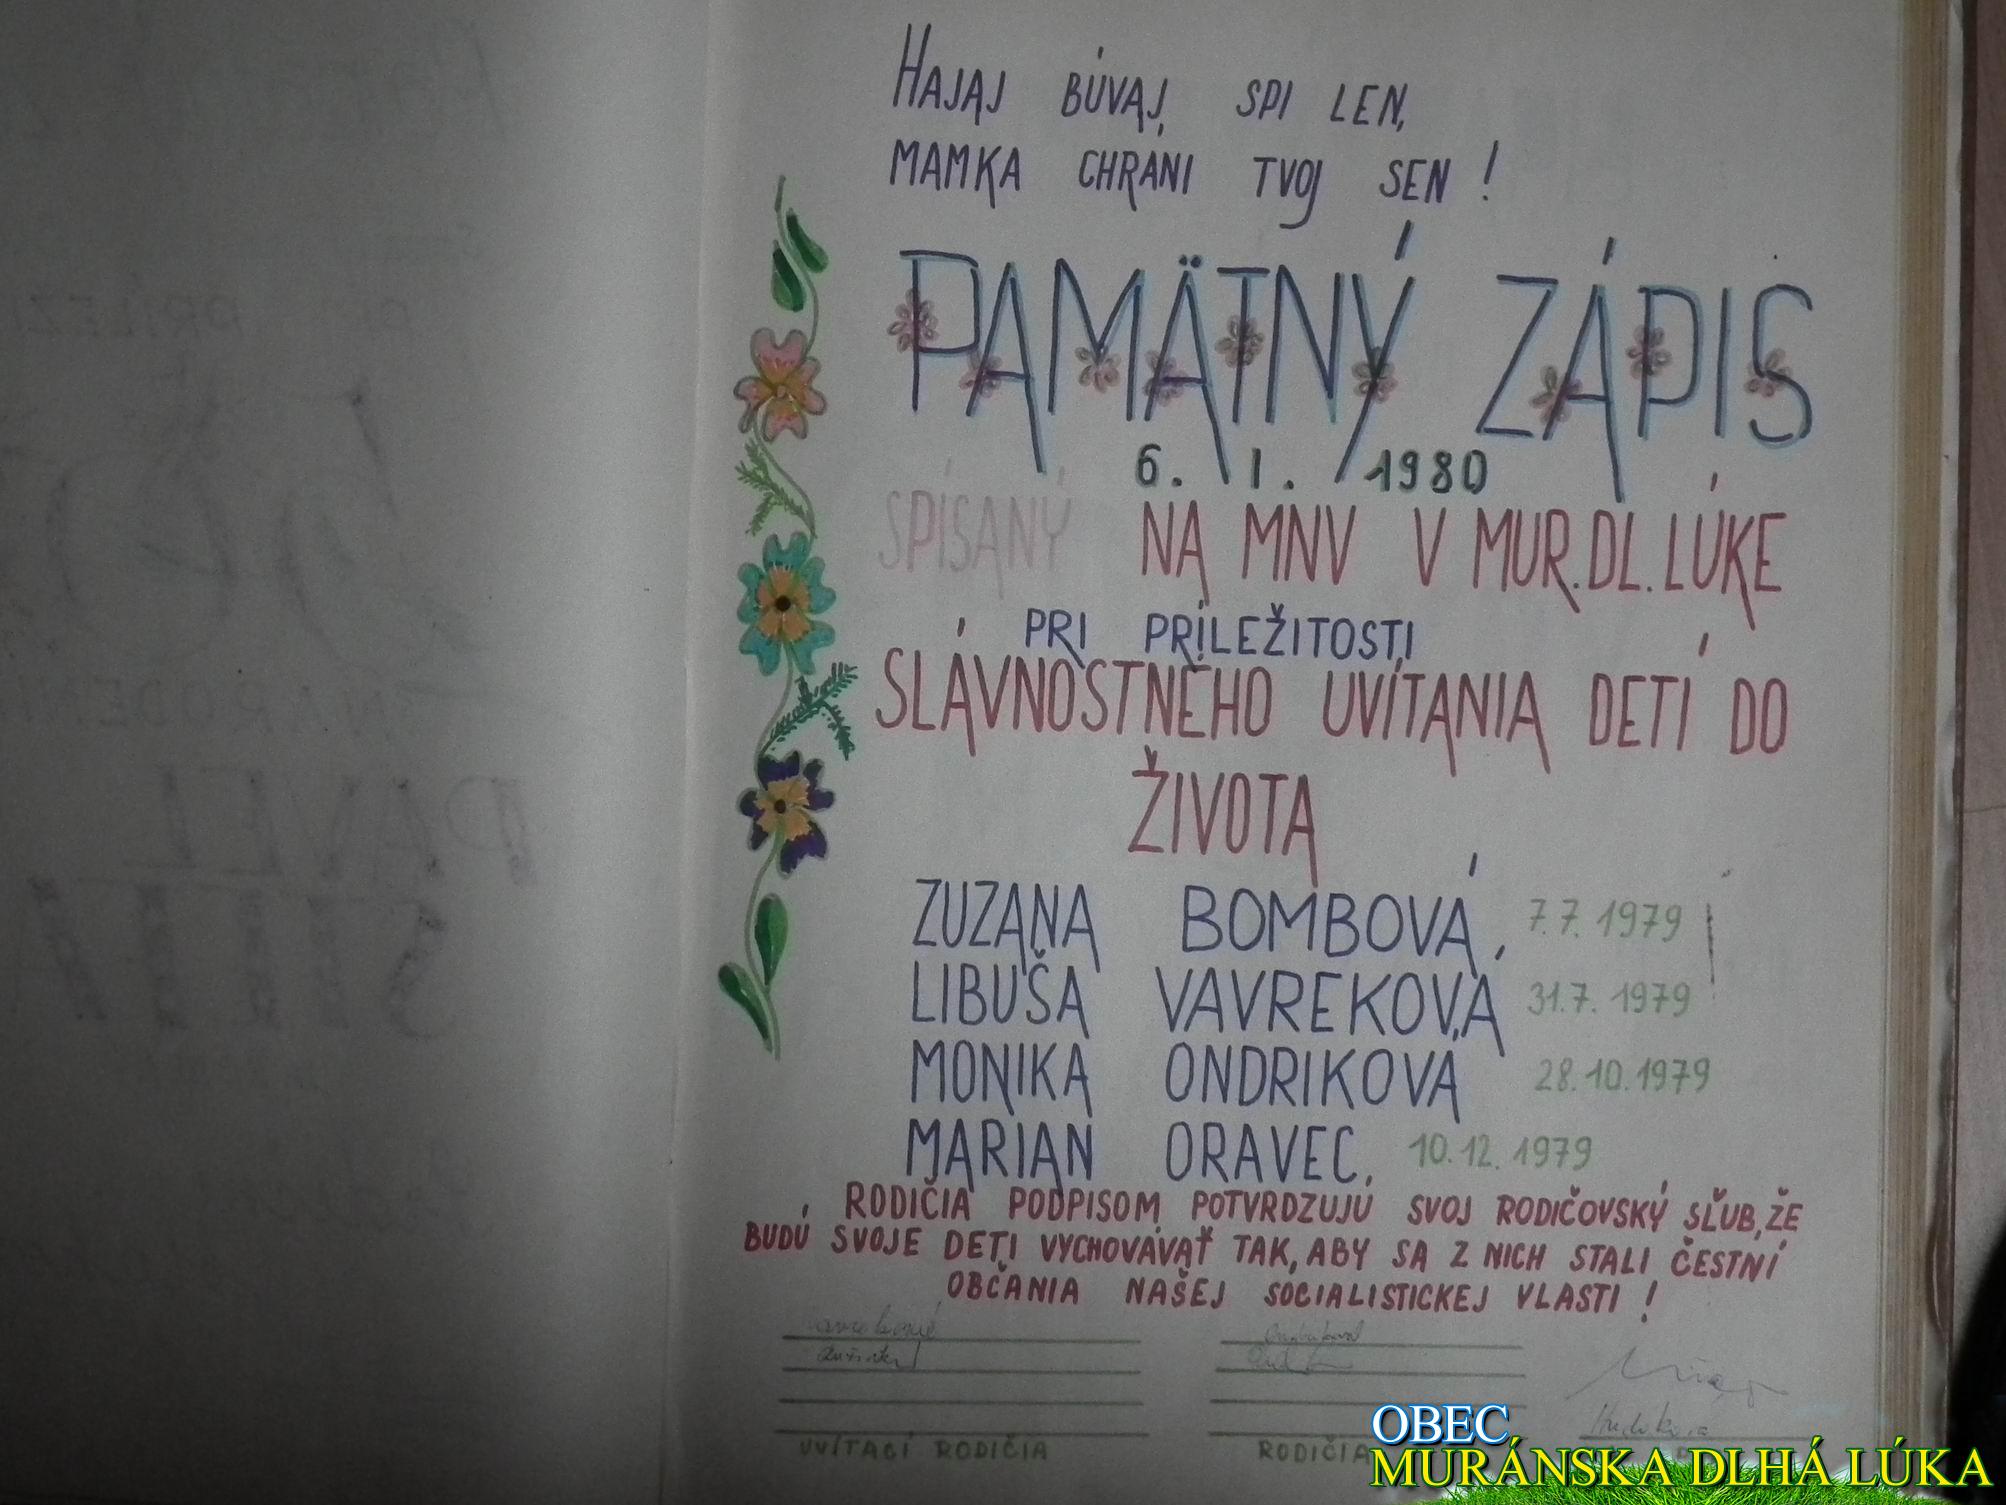 HAJAJ BÚVAJ, SPI LEN,
MAMKA CHRÁNI TVOJ SEN!
PAMÄTNÝ ZÁPIS
6. I. 1980
SPÍSANÝ NA MNV V MUR.DL.LÚKE
PRI PRÍLEŽITOSTI
SLÁVNOSTNÉHO UVÍTANIA DETÍ DO
ŽIVOTA
ZUZANA BOMBOVÁ, 7.7.1979
LIBUŠA VAVREKOVÁ, 31.7.1979
MONIKA ONDRIKOVÁ 28.10.1979
MARIAN ORAVEC, 10.12.1979
RODIČIA PODPISOM POTVRDZUJÚ SVOJ RODIČOVSKÝ SĽUB, ŽE
BUDÚ SVOJE DETI VYCHOVÁVAŤ TAK, ABY SA Z NICH STALI ČESTNÍ
OBČANIA NAŠEJ SOCIALISTICKEJ VLASTI!
UVÍTACÍ RODIČIA
RODIČIA
OBEC
MURÁNSKA DLHÁ LÚKA